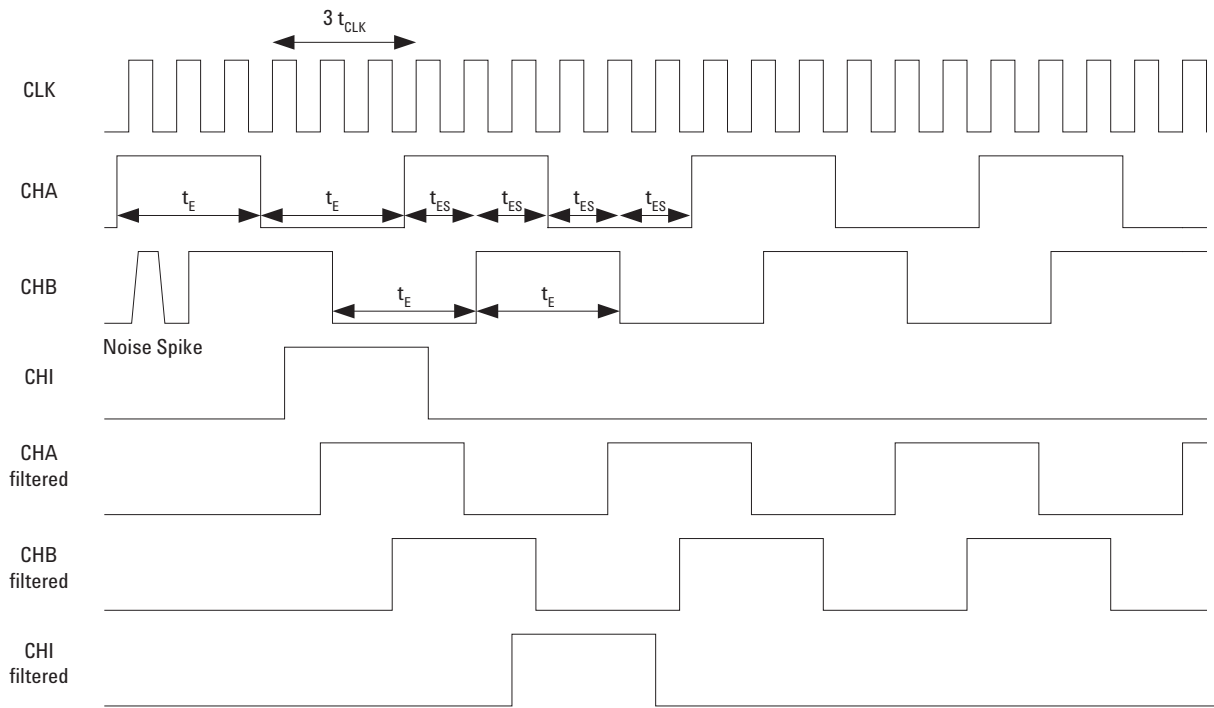 3 tCLK
CLK
CHA
tE tE tES tES tES tES
CHB
tE tE
Noise Spike
CHI
CHA
filtered
CHB
filtered
CHI
filtered